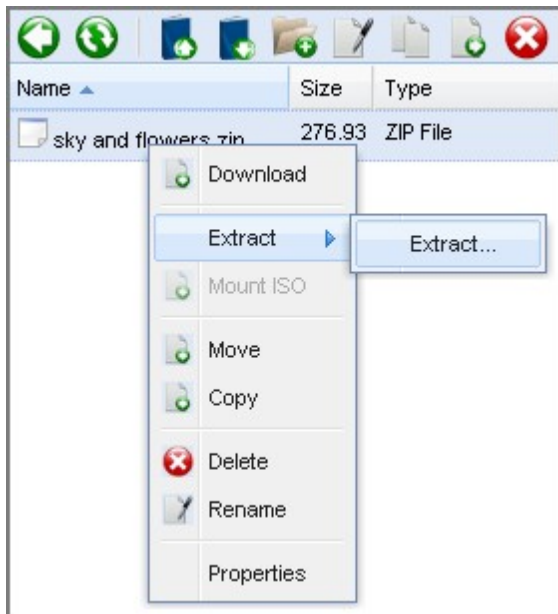 Name Size Type
sky and flowers.zip 276.93 ZIP File
Download
Extract Extract...
Mount ISO
Move
Copy
Delete
Rename
Properties